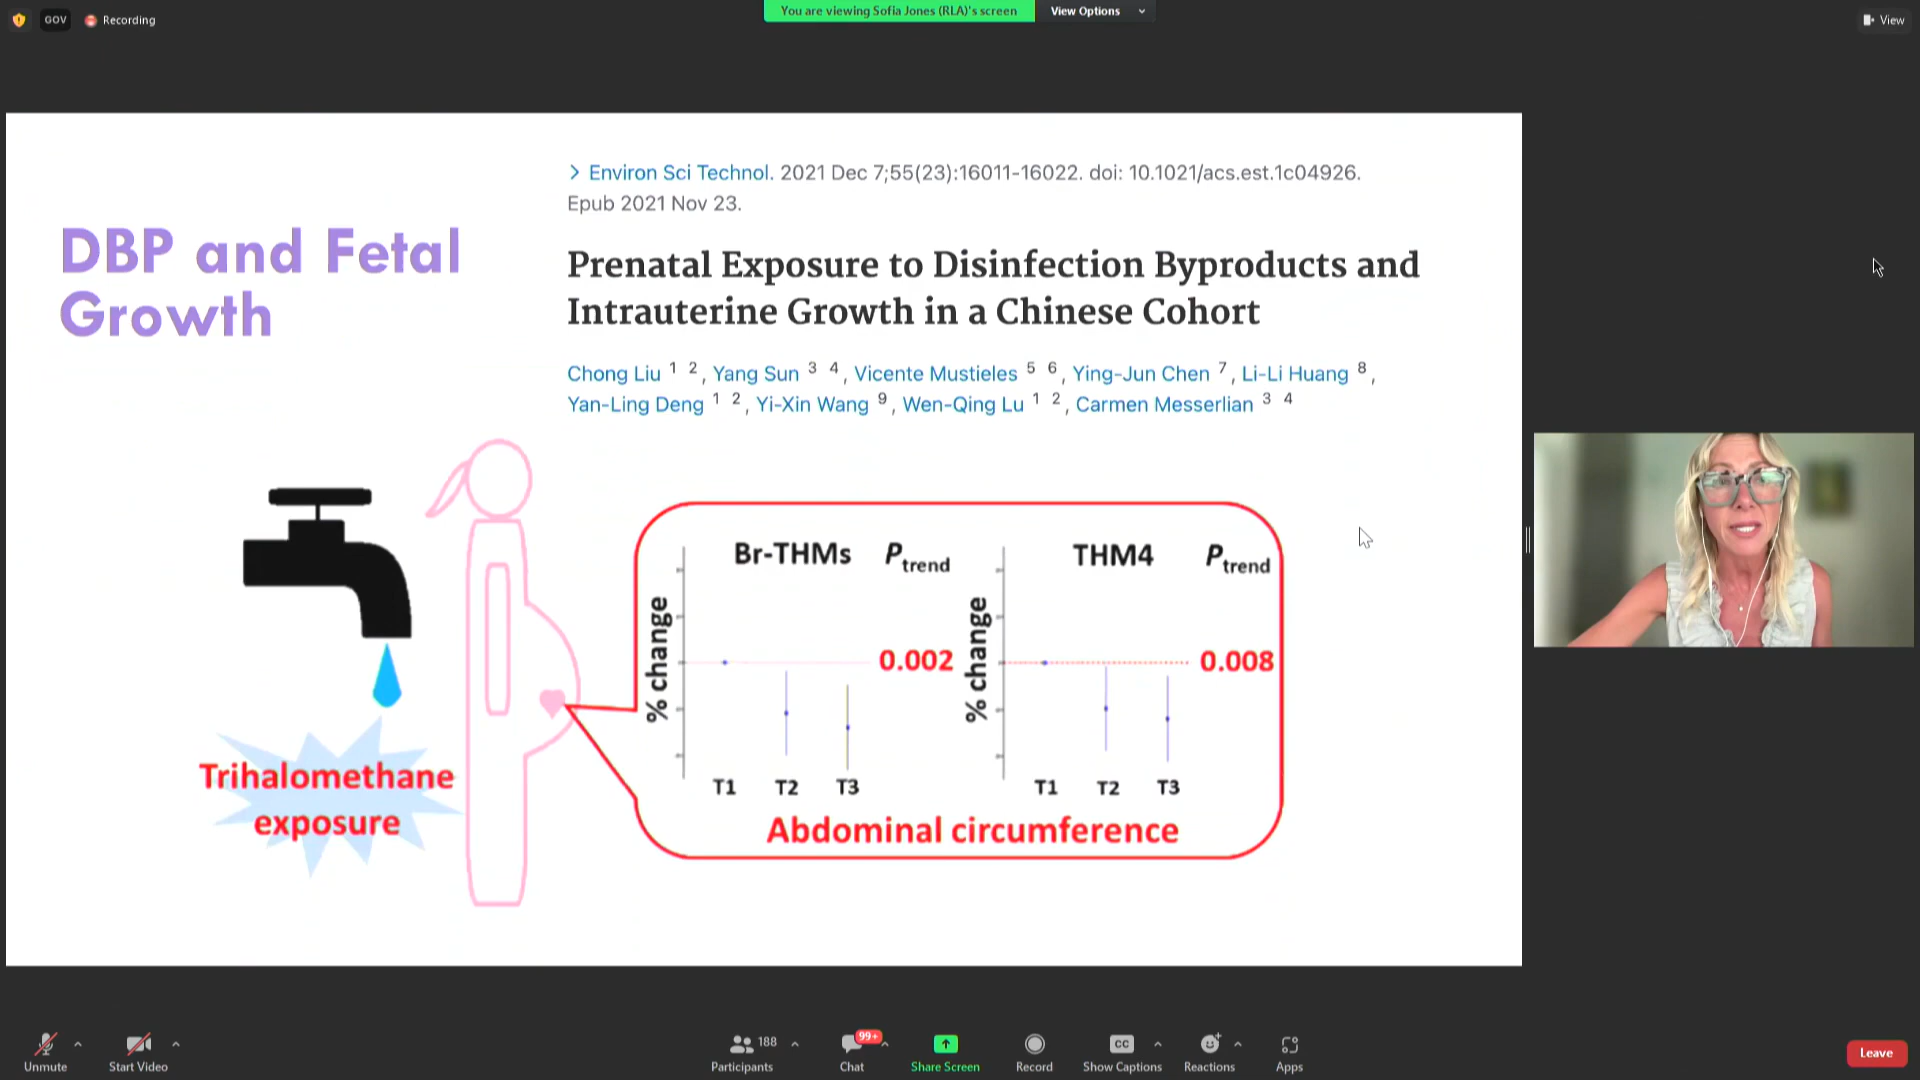 GOV
Recording
You are viewing Sofia Jones (RLA)'s screen
View Options
View
DBP and Fetal
Growth
Environ Sci Technol. 2021 Dec 7;55(23):16011-16022. doi: 10.1021/acs.est.1c04926.
Epub 2021 Nov 23.
Prenatal Exposure to Disinfection Byproducts and
Intrauterine Growth in a Chinese Cohort
Chong Liu 1 2, Yang Sun 3 4, Vicente Mustieles 5 6, Ying-Jun Chen 7, Li-Li Huang 8,
Yan-Ling Deng 1 2, Yi-Xin Wang 9, Wen-Qing Lu 1 2, Carmen Messerlian 3 4
Trihalomethane
exposure
Br-THMs Ptrend
% change
0.002
T1 T2 T3
THM4 Ptrend
% change
0.008
T1 T2 T3
Abdominal circumference
Unmute
Start Video
188
Participants
99+
Chat
Share Screen
Record
CC
Show Captions
Reactions
Apps
Leave